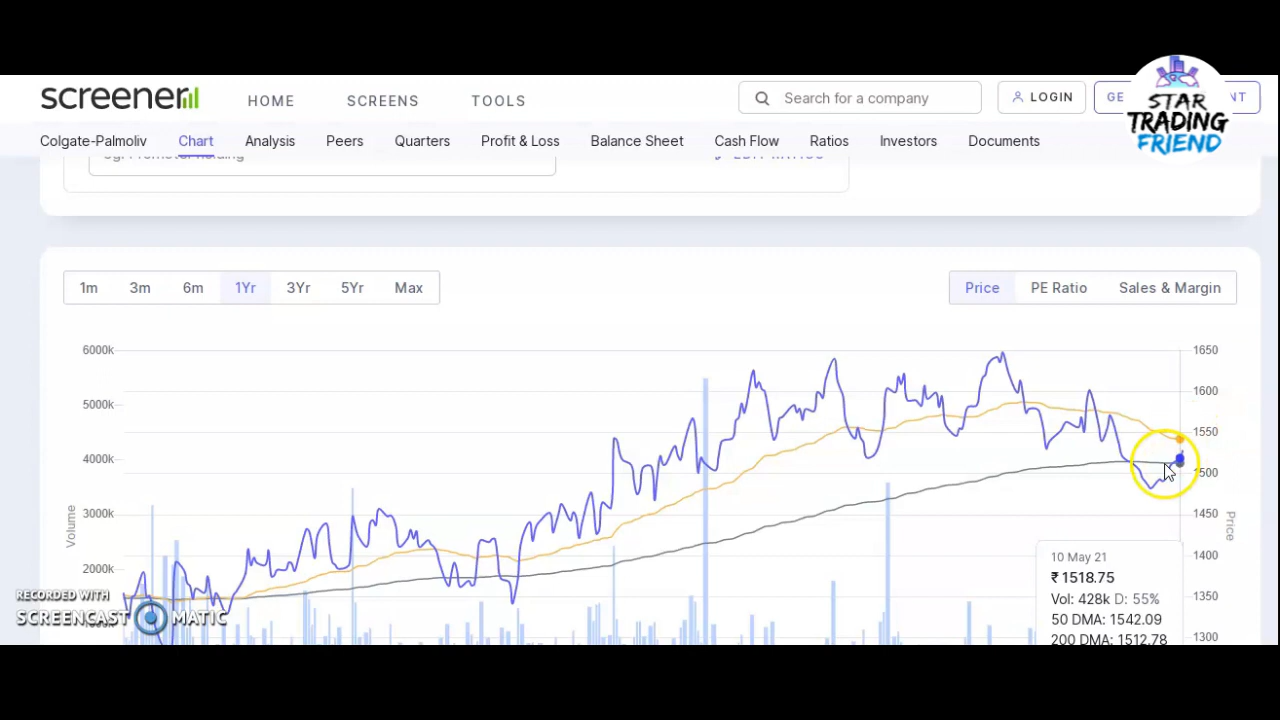 screener
HOME SCREENS TOOLS
Search for a company
LOGIN
GE NT
STAR
TRADING
FRIEND
Colgate-Palmoliv Chart Analysis Peers Quarters Profit & Loss Balance Sheet Cash Flow Ratios Investors Documents
1m 3m 6m 1Yr 3Yr 5Yr Max
Price PE Ratio Sales & Margin
6000k 1650
5000k 1600
1550
4000k 1500
3000k 1450
2000k 1400
1350
1300
Volume
Price
10 May 21
₹ 1518.75
Vol: 428k D: 55%
50 DMA: 1542.09
200 DMA: 1512.78
RECORDED WITH
SCREENCAST MATIC